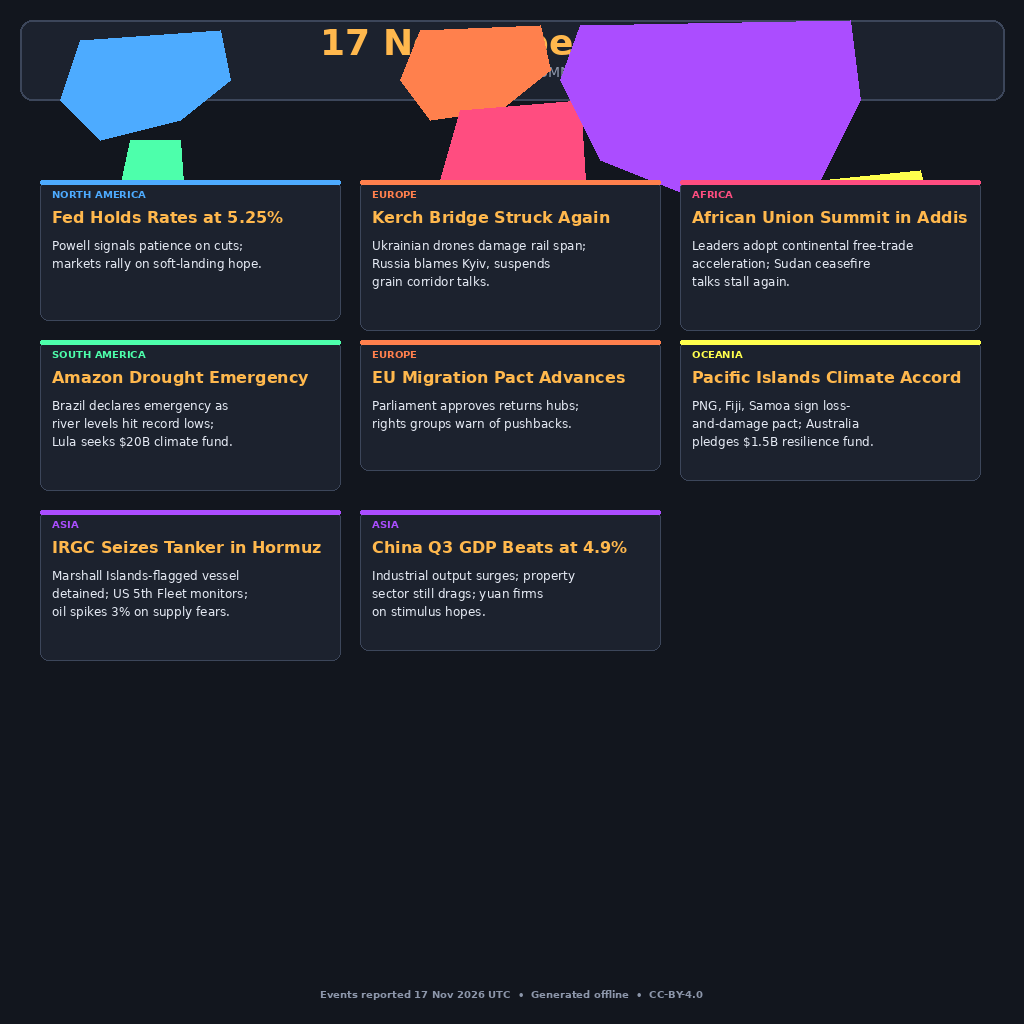 17
NORTH AMERICA
Fed Holds Rates at 5.25%
Powell signals patience on cuts;
markets rally on soft-landing hope.
EUROPE
Kerch Bridge Struck Again
Ukrainian drones damage rail span;
Russia blames Kyiv, suspends
grain corridor talks.
AFRICA
African Union Summit in Addis
Leaders adopt continental free-trade
acceleration; Sudan ceasefire
talks stall again.
SOUTH AMERICA
Amazon Drought Emergency
Brazil declares emergency as
river levels hit record lows;
Lula seeks $20B climate fund.
EUROPE
EU Migration Pact Advances
Parliament approves returns hubs;
rights groups warn of pushbacks.
OCEANIA
Pacific Islands Climate Accord
PNG, Fiji, Samoa sign loss-
and-damage pact; Australia
pledges $1.5B resilience fund.
ASIA
IRGC Seizes Tanker in Hormuz
Marshall Islands-flagged vessel
detained; US 5th Fleet monitors;
oil spikes 3% on supply fears.
ASIA
China Q3 GDP Beats at 4.9%
Industrial output surges; property
sector still drags; yuan firms
on stimulus hopes.
Events reported 17 Nov 2026 UTC • Generated offline • CC-BY-4.0